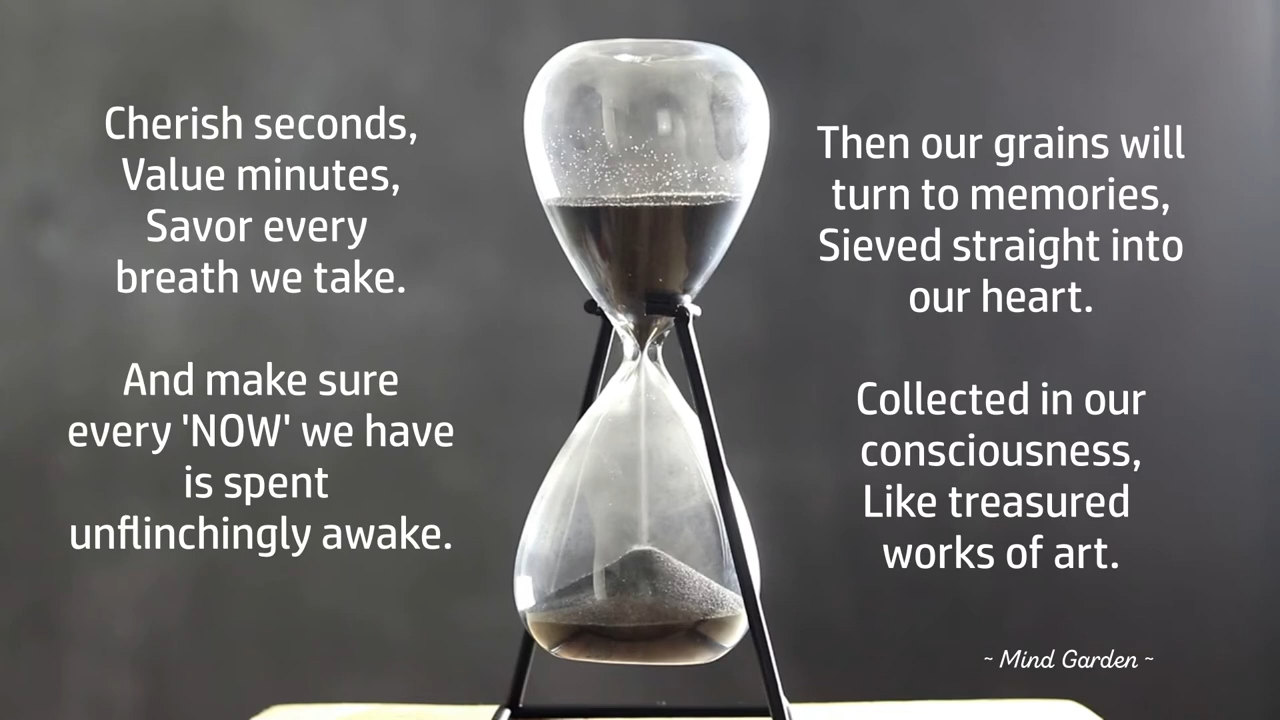 Cherish seconds,
Value minutes,
Savor every
breath we take.
And make sure
every 'NOW' we have
is spent
unflinchingly awake.
Then our grains will
turn to memories,
Sieved straight into
our heart.
Collected in our
consciousness,
Like treasured
works of art.
~ Mind Garden ~